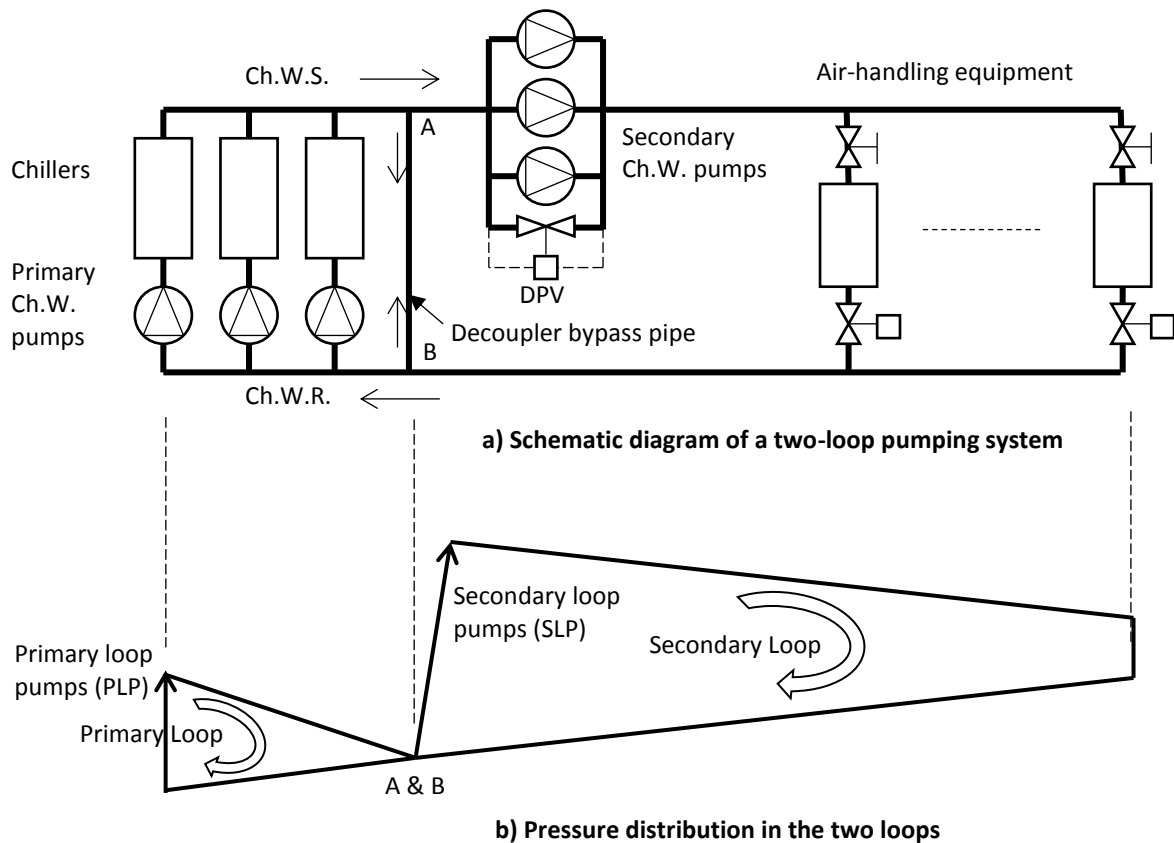 Ch.W.S.
Air-handling equipment
A
Secondary
Ch.W. pumps
Chillers
Primary
Ch.W.
pumps
DPV
Decoupler bypass pipe
B
Ch.W.R.
a) Schematic diagram of a two-loop pumping system
Secondary loop
pumps (SLP)
Secondary Loop
Primary loop
pumps (PLP)
Primary Loop
A & B
b) Pressure distribution in the two loops